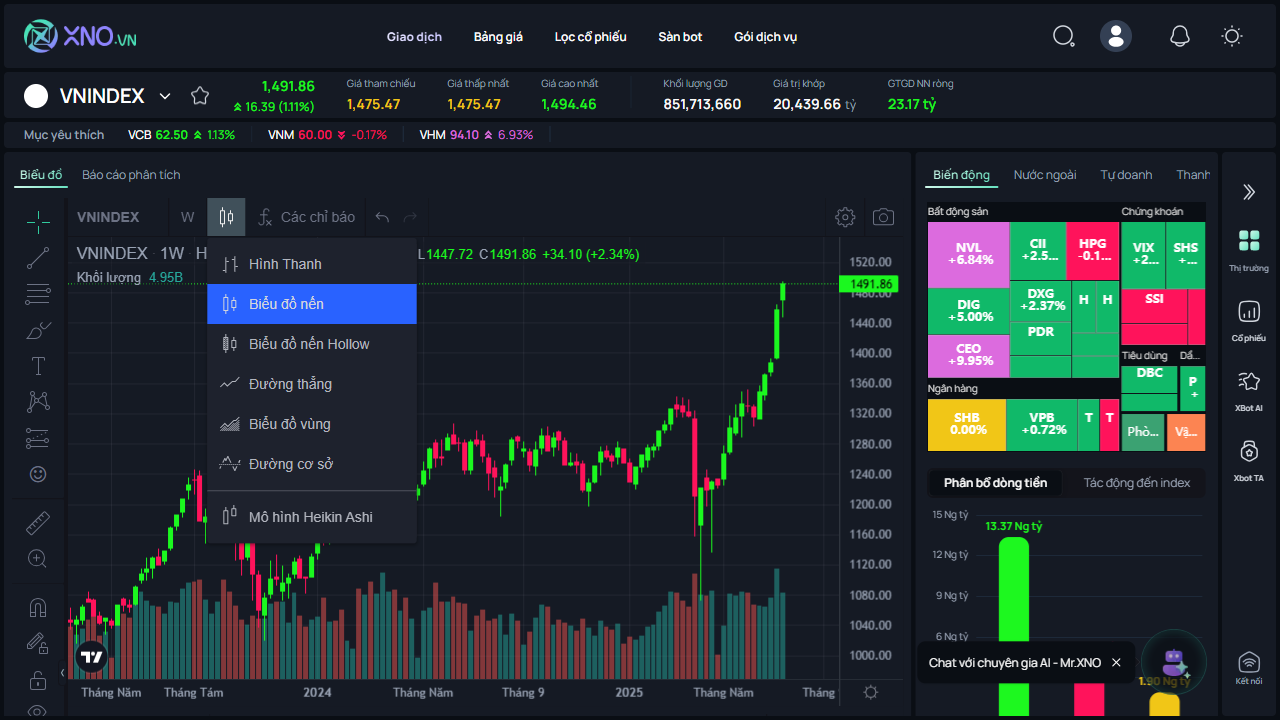 XNO.VN
Giao dịch Bảng giá Lọc cổ phiếu Sàn bot Gói dịch vụ
VNINDEX
1,491.86
16.39 (1.11%)
Giá tham chiếu
1,475.47
Giá thấp nhất
1,475.47
Giá cao nhất
1,494.46
Khối lượng GD
851,713,660
Giá trị khớp
20,439.66 tỷ
GTGD NN ròng
23.17 tỷ
Mục yêu thích VCB 62.50 1.13% VNM 60.00 -0.17% VHM 94.10 6.93%
Biểu đồ Báo cáo phân tích
VNINDEX W Các chỉ báo
VNINDEX · 1W · H
L1447.72 C1491.86 +34.10 (+2.34%)
Khối lượng 4.95B
Hình Thanh
Biểu đồ nến
Biểu đồ nến Hollow
Đường thẳng
Biểu đồ vùng
Đường cơ sở
Mô hình Heikin Ashi
1520.00
1491.86
1480.00
1440.00
1400.00
1360.00
1320.00
1280.00
1240.00
1200.00
1160.00
1120.00
1080.00
1040.00
1000.00
Tháng Năm Tháng Tám 2024 Tháng Năm Tháng 9 2025 Tháng Năm Tháng
Biến động Nước ngoài Tự doanh Thanh
Bất động sản
NVL
+6.84%
CII
+2.5...
HPG
-0.1...
DIG
+5.00%
DXG
+2.37%
H
H
CEO
+9.95%
PDR
Chứng khoán
VIX
+2...
SHS
+...
SSI
Ngân hàng
SHB
0.00%
VPB
+0.72%
T
T
Tiêu dùng
DBC
Dầ...
P
+
Phò...
Vậ...
Phân bổ dòng tiền Tác động đến index
15 Ng tỷ
13.37 Ng tỷ
12 Ng tỷ
9 Ng tỷ
6 Ng tỷ
1.90 Ng tỷ
Chat với chuyên gia AI - Mr.XNO
Thị trường
Cổ phiếu
XBot AI
Xbot TA
Kết nối